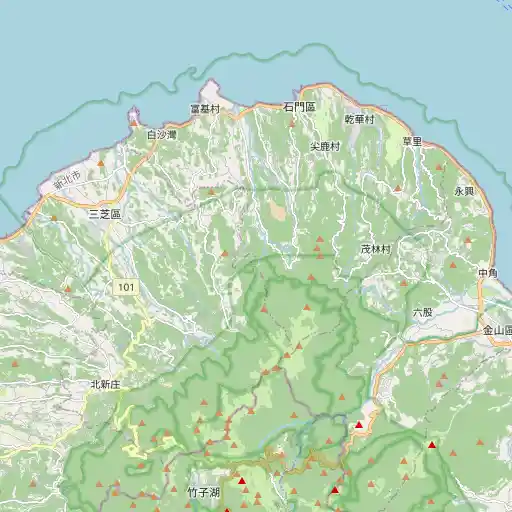 富基村
石門區
乾華村
白沙灣
尖鹿村
草里
新北市
永興
三芝區
茂林村
中角
101
六股
金山區
北新庄
竹子湖